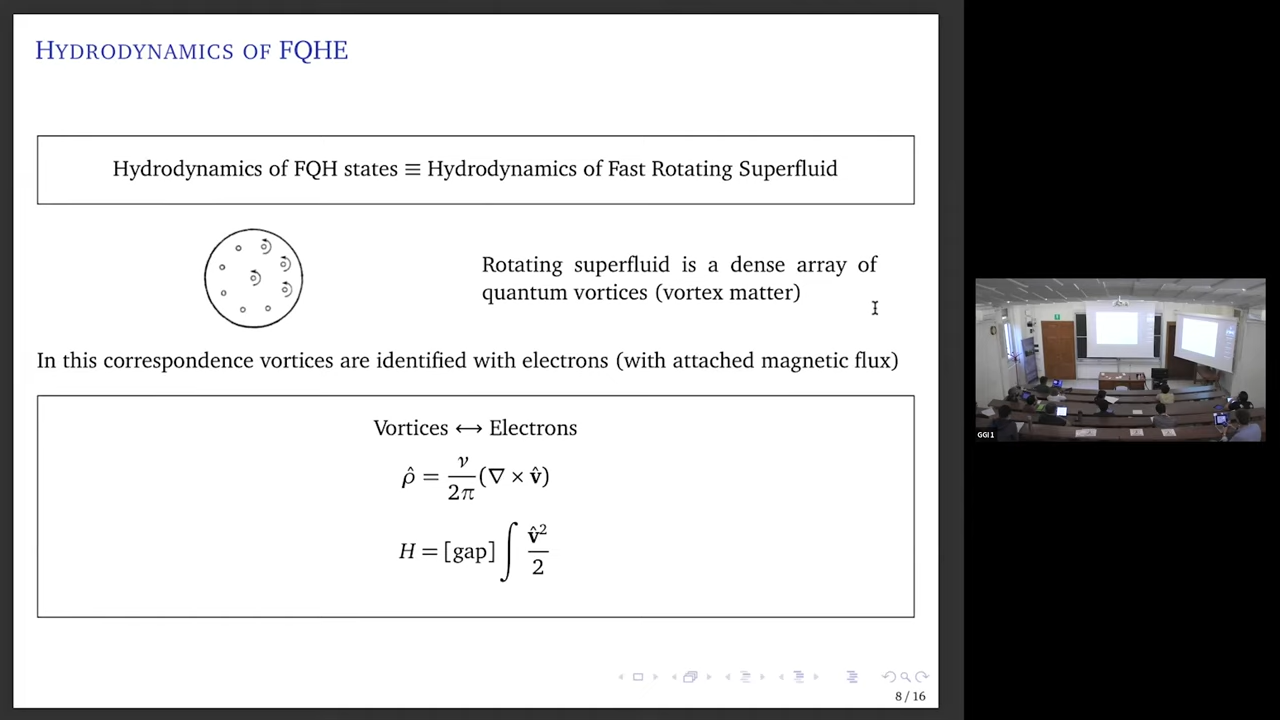 HYDRODYNAMICS OF FQHE
Hydrodynamics of FQH states ≡ Hydrodynamics of Fast Rotating Superfluid
Rotating superfluid is a dense array of
quantum vortices (vortex matter)
In this correspondence vortices are identified with electrons (with attached magnetic flux)
Vortices ⟷ Electrons
ρ̂ = ν/2π (∇ × v̂)
H = [gap] ∫ v̂²/2
8 / 16
GGI 1